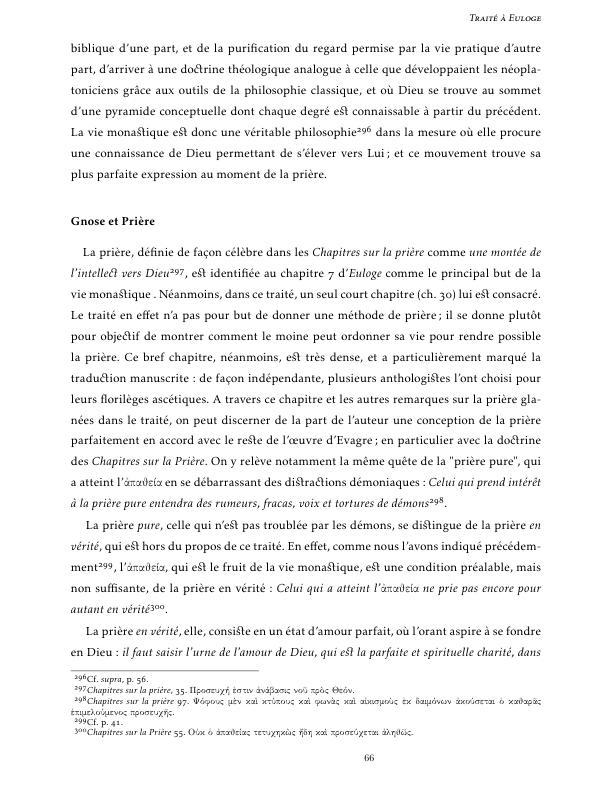 Traité à Euloge
biblique d'une part, et de la purification du regard permise par la vie pratique d'autre
part, d'arriver à une doctrine théologique analogue à celle que développaient les néopla-
toniciens grâce aux outils de la philosophie classique, et où Dieu se trouve au sommet
d'une pyramide conceptuelle dont chaque degré est connaissable à partir du précédent.
La vie monastique est donc une véritable philosophie296 dans la mesure où elle procure
une connaissance de Dieu permettant de s'élever vers Lui ; et ce mouvement trouve sa
plus parfaite expression au moment de la prière.
Gnose et Prière
La prière, définie de façon célèbre dans les Chapitres sur la prière comme une montée de
l'intellect vers Dieu297, est identifiée au chapitre 7 d'Euloge comme le principal but de la
vie monastique . Néanmoins, dans ce traité, un seul court chapitre (ch. 30) lui est consacré.
Le traité en effet n'a pas pour but de donner une méthode de prière ; il se donne plutôt
pour objectif de montrer comment le moine peut ordonner sa vie pour rendre possible
la prière. Ce bref chapitre, néanmoins, est très dense, et a particulièrement marqué la
traduction manuscrite : de façon indépendante, plusieurs anthologistes l'ont choisi pour
leurs florilèges ascétiques. A travers ce chapitre et les autres remarques sur la prière gla-
nées dans le traité, on peut discerner de la part de l'auteur une conception de la prière
parfaitement en accord avec le reste de l'œuvre d'Evagre ; en particulier avec la doctrine
des Chapitres sur la Prière. On y relève notamment la même quête de la "prière pure", qui
a atteint l'ἀπαθεία en se débarrassant des distractions démoniaques : Celui qui prend intérêt
à la prière pure entendra des rumeurs, fracas, voix et tortures de démons298.
La prière pure, celle qui n'est pas troublée par les démons, se distingue de la prière en
vérité, qui est hors du propos de ce traité. En effet, comme nous l'avons indiqué précédem-
ment299, l'ἀπαθεία, qui est le fruit de la vie monastique, est une condition préalable, mais
non suffisante, de la prière en vérité : Celui qui a atteint l'ἀπαθεία ne prie pas encore pour
autant en vérité300.
La prière en vérité, elle, consiste en un état d'amour parfait, où l'orant aspire à se fondre
en Dieu : il faut saisir l'urne de l'amour de Dieu, qui est la parfaite et spirituelle charité, dans
296Cf. supra, p. 56.
297Chapitres sur la prière, 35. Προσευχή ἐστιν ἀνάβασις νοῦ πρὸς Θεόν.
298Chapitres sur la prière 97. Ψόφους μὲν καὶ κτύπους καὶ φωνὰς καὶ αἰκισμοὺς ἐκ δαιμόνων ἀκούσεται ὁ καθαρᾶς
ἐπιμελούμενος προσευχῆς.
299Cf. p. 41.
300Chapitres sur la Prière 55. Οὐκ ὁ ἀπαθείας τετυχηκὼς ἤδη καὶ προσεύχεται ἀληθῶς.
66